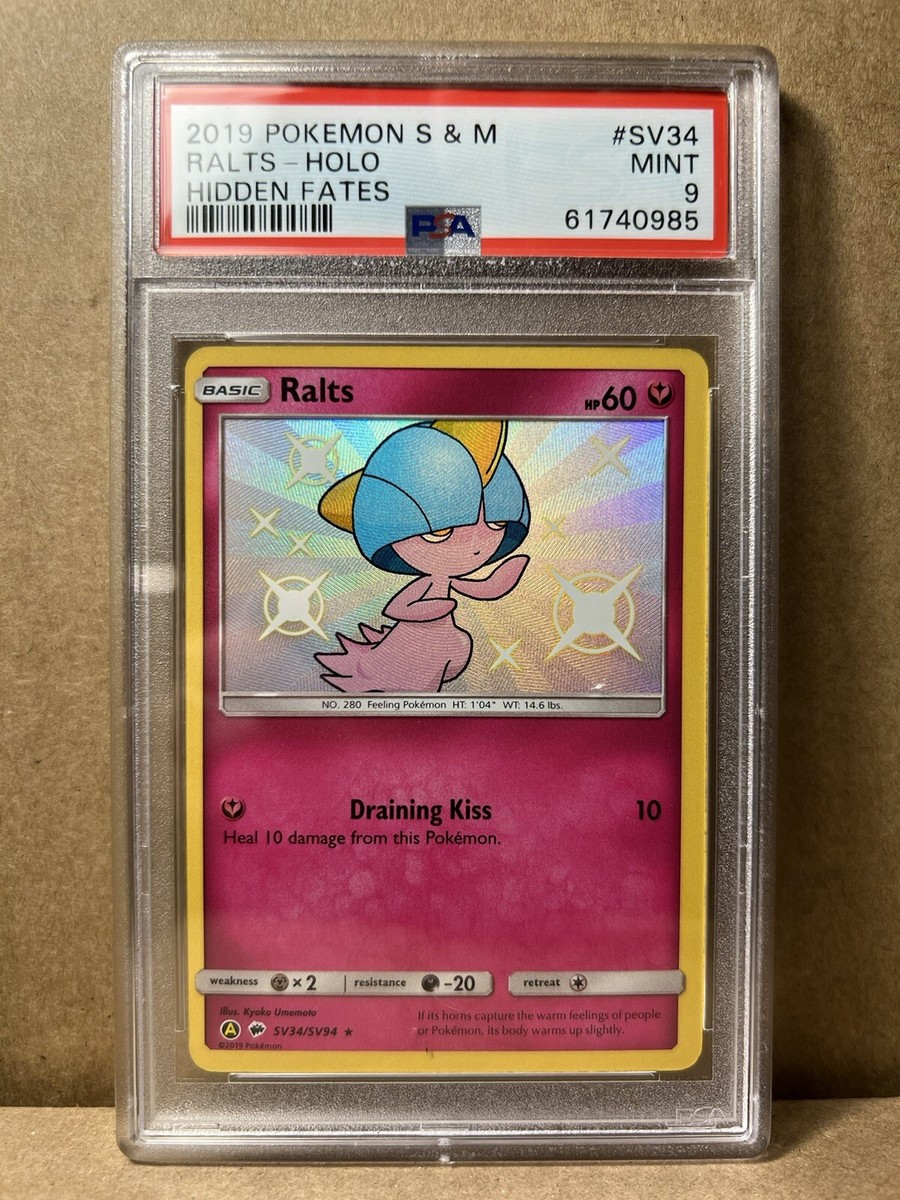 2019 POKEMON S & M #SV34
RALTS - HOLO MINT
HIDDEN FATES 9
PSA 61740985
BASIC Ralts HP60
NO. 280 Feeling Pokémon HT: 1'04" WT: 14.6 lbs.
Draining Kiss 10
Heal 10 damage from this Pokémon.
weakness ×2 resistance -20 retreat
Illus. Kyoko Umemoto
If its horns capture the warm feelings of people
or Pokémon, its body warms up slightly.
A SV34/SV94
©2019 Pokémon
PSA